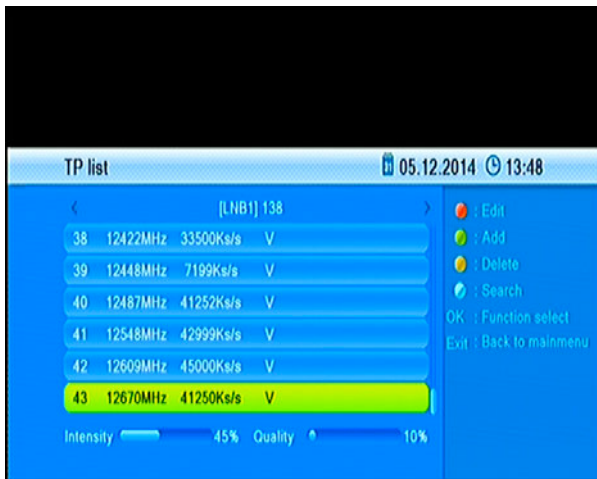 TP list 05.12.2014 13:48
[LNB1] 138
38 12422MHz 33500Ks/s V
39 12448MHz 7199Ks/s V
40 12487MHz 41252Ks/s V
41 12548MHz 42999Ks/s V
42 12609MHz 45000Ks/s V
43 12670MHz 41250Ks/s V
Intensity 45% Quality 10%
: Edit
: Add
: Delete
: Search
OK : Function select
Exit : Back to mainmenu